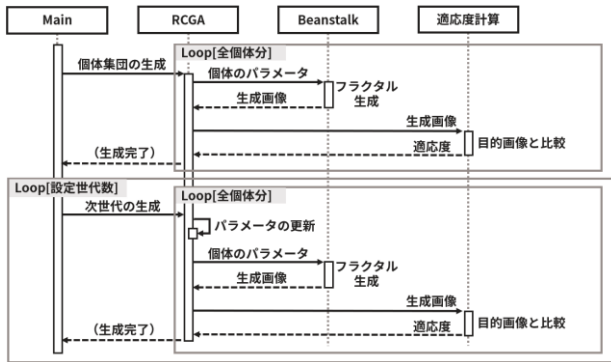 Main
RCGA
Beanstalk
適応度計算
Loop[全個体分]
個体集団の生成
個体のパラメータ
フラクタル
生成
生成画像
生成画像
目的画像と比較
適応度
(生成完了)
Loop[設定世代数]
Loop[全個体分]
次世代の生成
パラメータの更新
個体のパラメータ
フラクタル
生成
生成画像
生成画像
目的画像と比較
適応度
(生成完了)